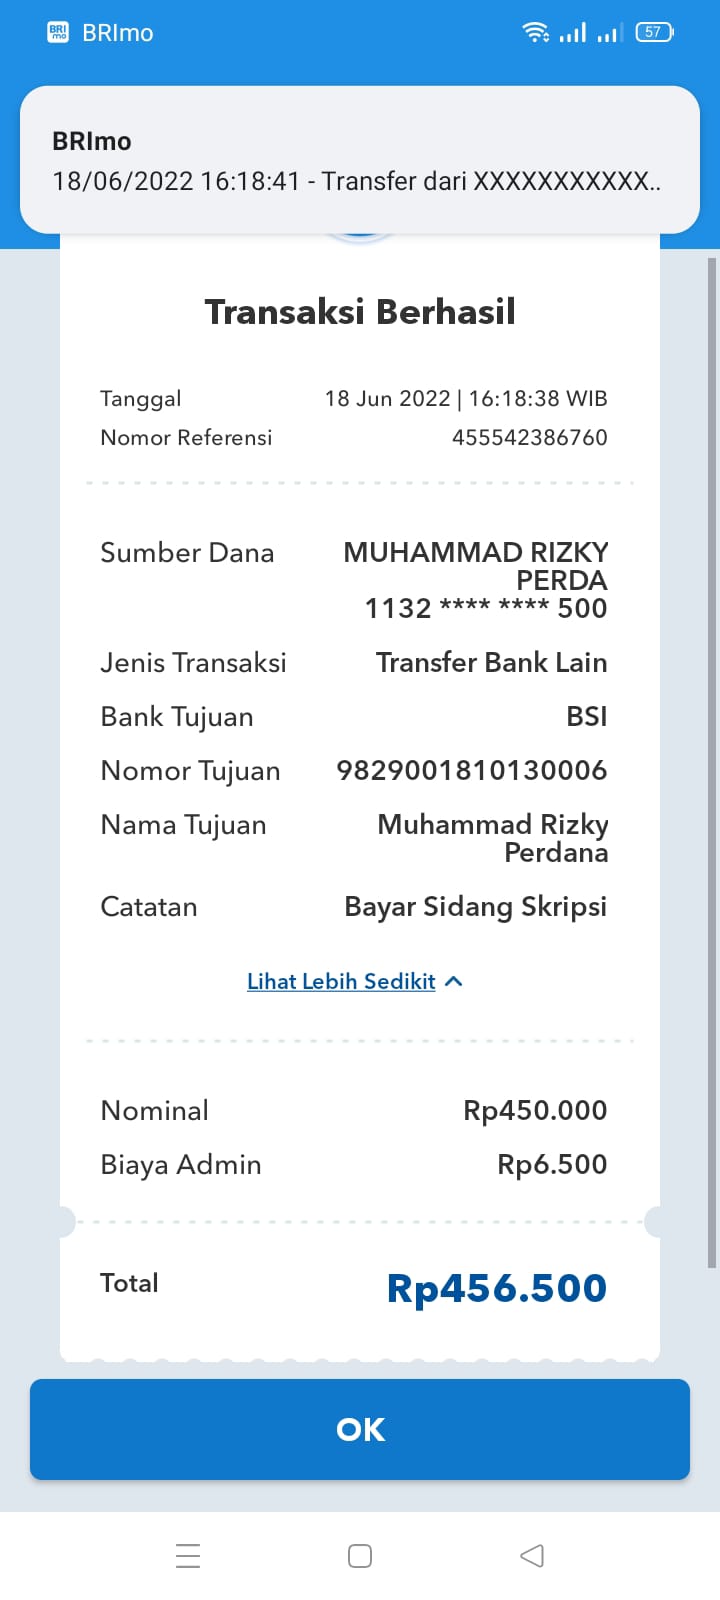 BRImo
57
BRImo
18/06/2022 16:18:41 - Transfer dari XXXXXXXXXXX..
Transaksi Berhasil
Tanggal 18 Jun 2022 | 16:18:38 WIB
Nomor Referensi 455542386760
Sumber Dana MUHAMMAD RIZKY
PERDA
1132 **** **** 500
Jenis Transaksi Transfer Bank Lain
Bank Tujuan BSI
Nomor Tujuan 9829001810130006
Nama Tujuan Muhammad Rizky
Perdana
Catatan Bayar Sidang Skripsi
Lihat Lebih Sedikit
Nominal Rp450.000
Biaya Admin Rp6.500
Total Rp456.500
OK